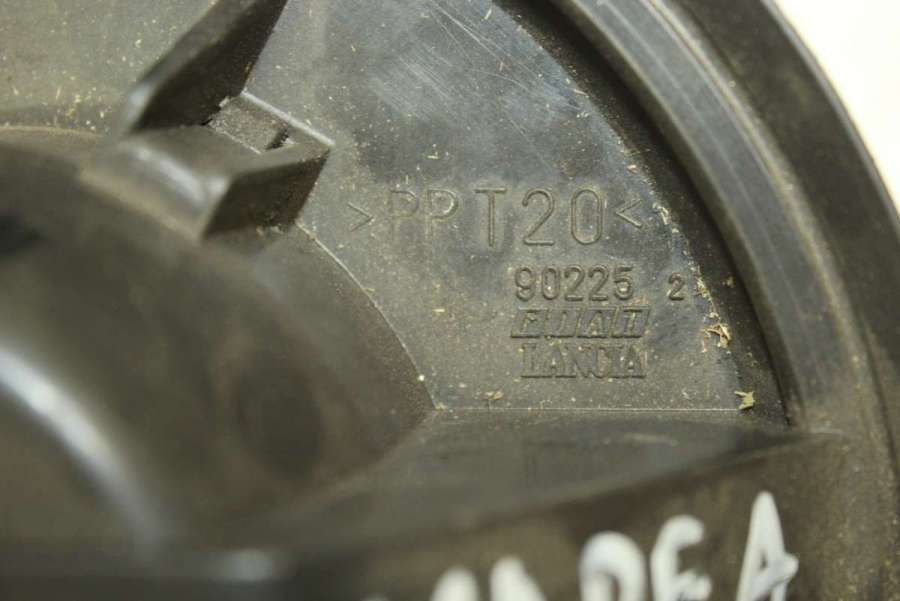 >PPT20<
90225 2
FIAT
LANCIA